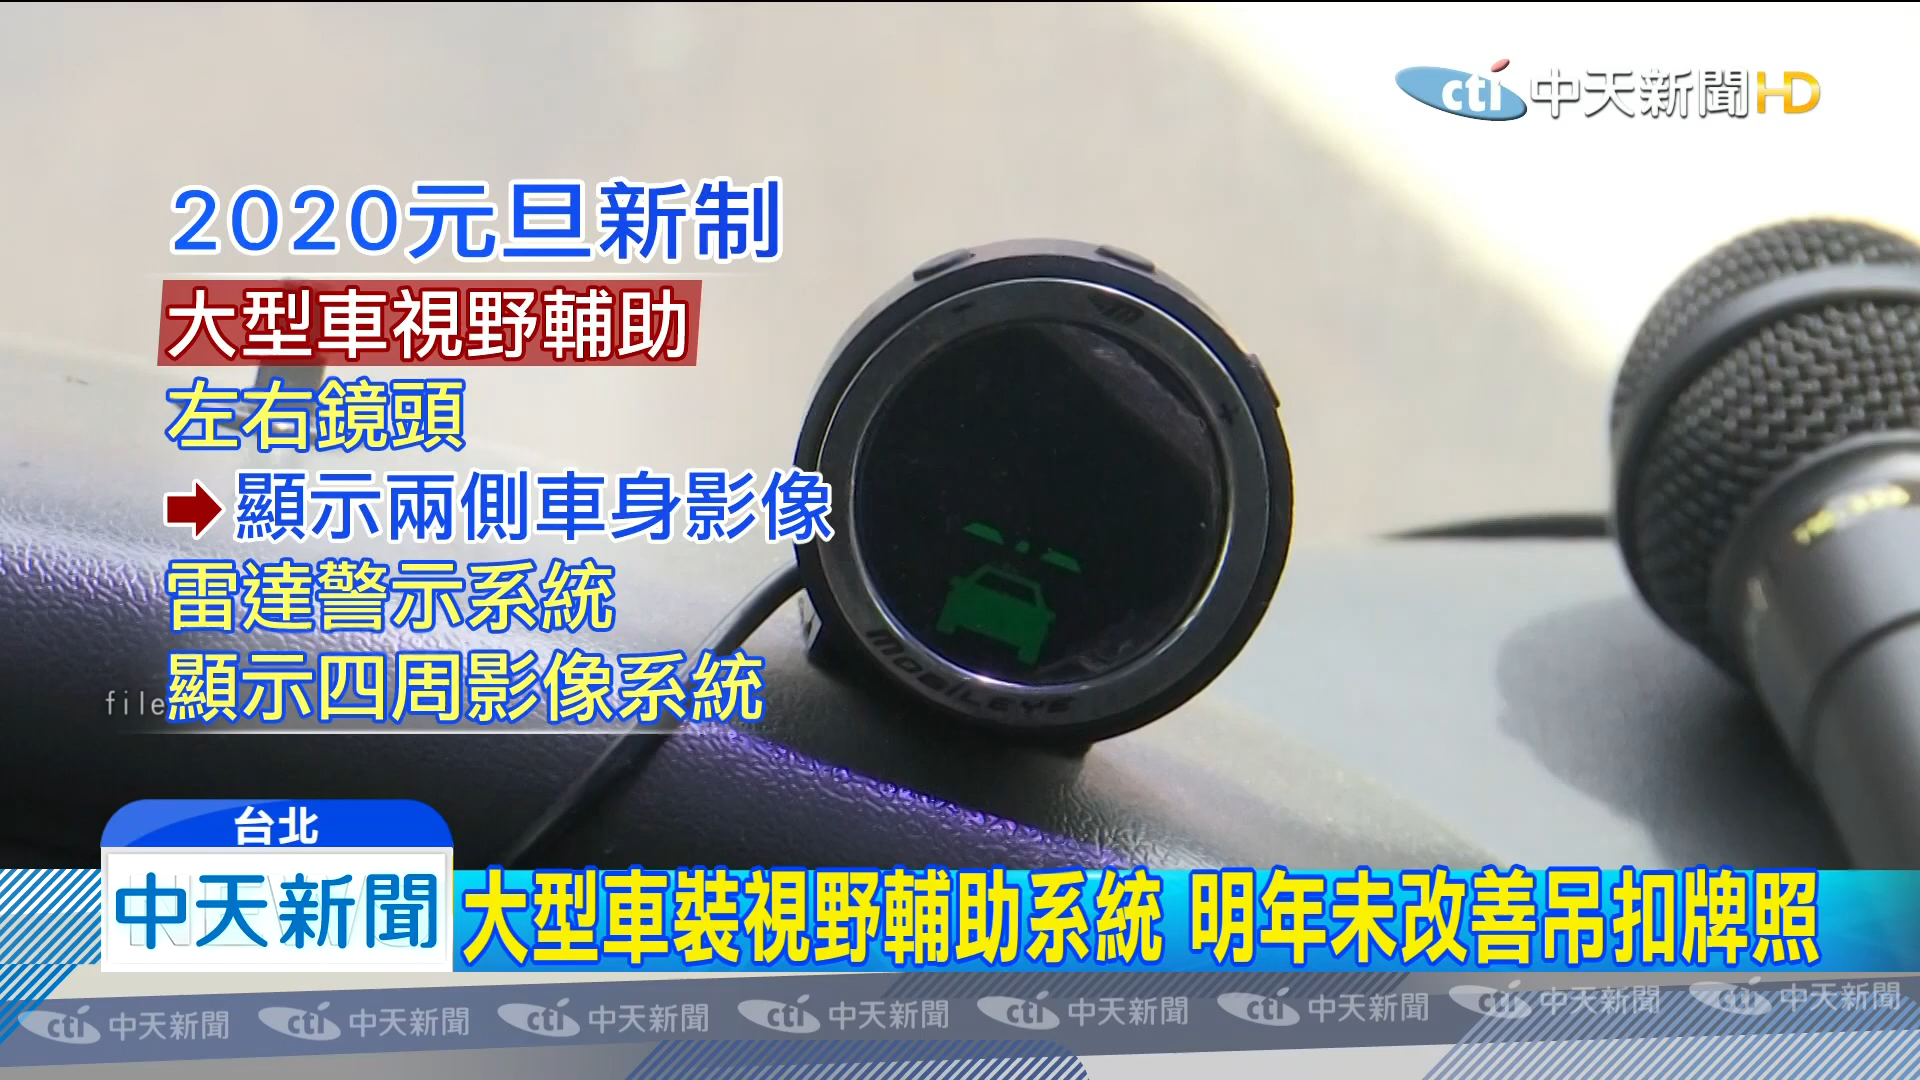 cti 中天新聞HD
2020元旦新制
大型車視野輔助
左右鏡頭
➡顯示兩側車身影像
雷達警示系統
顯示四周影像系統
file
MOBILEYE
台北
中天新聞
大型車裝視野輔助系統 明年未改善吊扣牌照
cti 中天新聞 cti 中天新聞 cti 中天新聞 cti 中天新聞 cti 中天新聞 cti 中天新聞 cti 中天新聞 cti 中天新聞